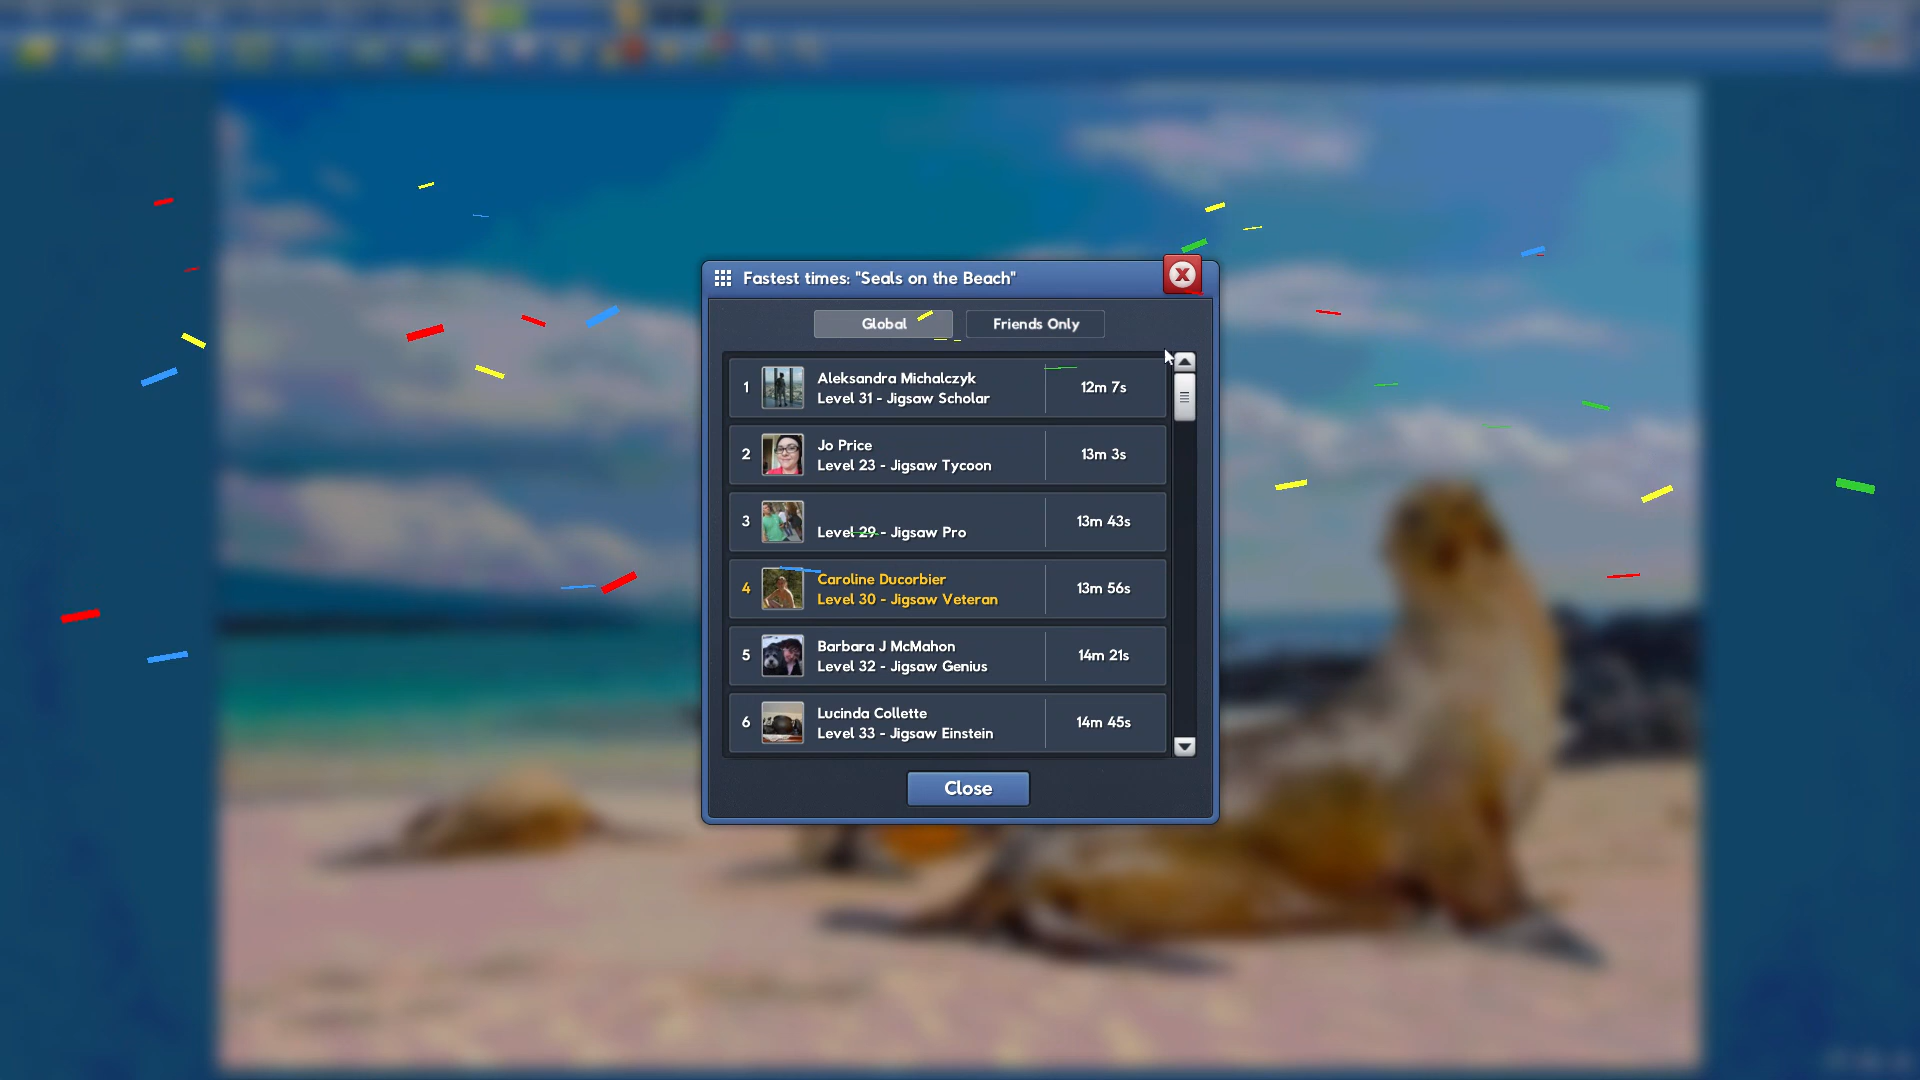 Fastest times: "Seals on the Beach"
Global
Friends Only
1
Aleksandra Michalczyk
Level 31 - Jigsaw Scholar
12m 7s
2
Jo Price
Level 23 - Jigsaw Tycoon
13m 3s
3
Level 29 - Jigsaw Pro
13m 43s
4
Caroline Ducorbier
Level 30 - Jigsaw Veteran
13m 56s
5
Barbara J McMahon
Level 32 - Jigsaw Genius
14m 21s
6
Lucinda Collette
Level 33 - Jigsaw Einstein
14m 45s
Close